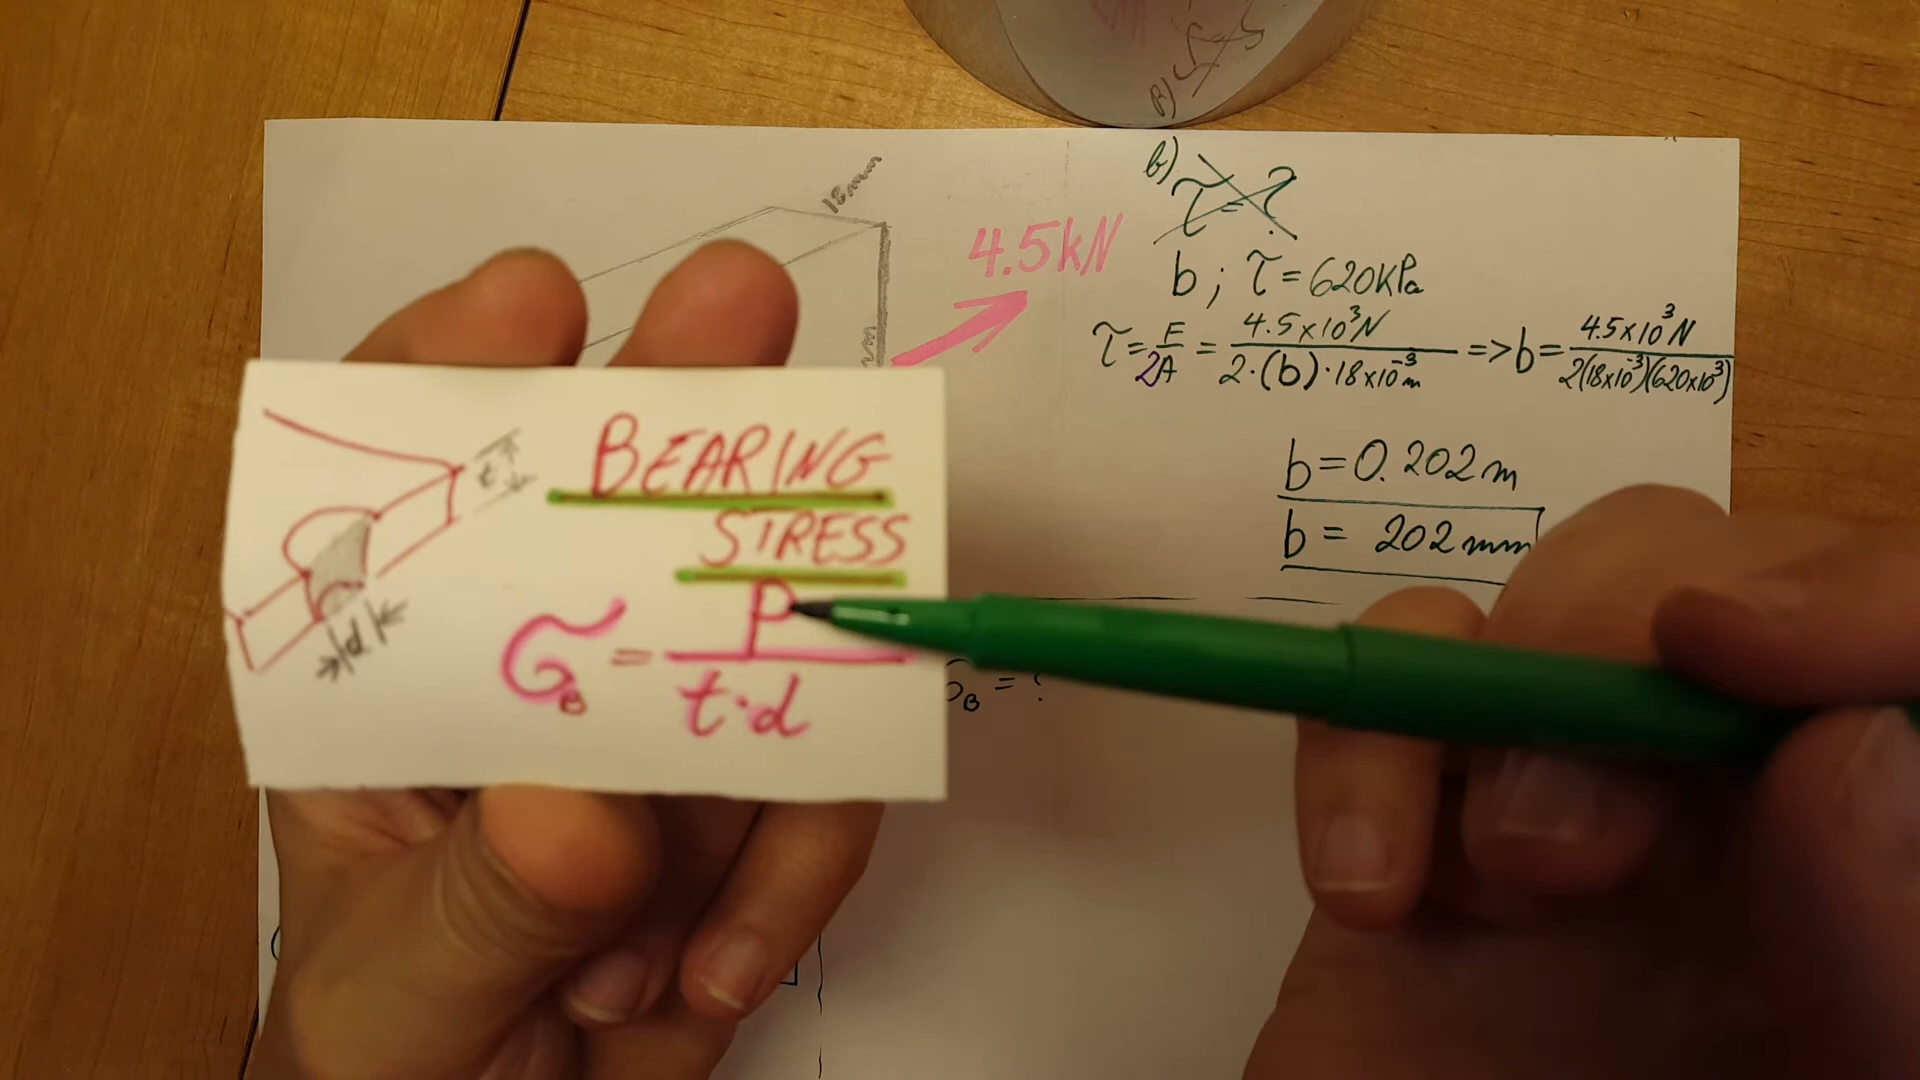 18mm
4.5kN
b)
τ = ?
b ; τ = 620kPa
τ = F/2A = 4.5x10³N / 2·(b)·18x10⁻³m => b = 4.5x10³N / 2(18x10⁻³)(620x10³)
b = 0.202m
b = 202mm
BEARING
STRESS
t
d
σB = P / t·d
σB = ?